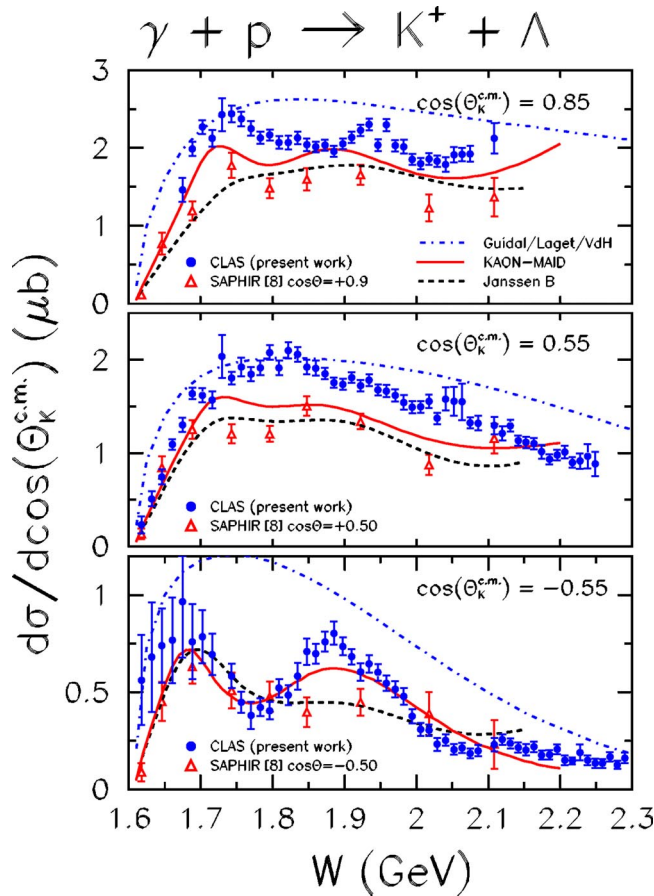 γ + p → K⁺ + Λ
3
cos(Θ_K^c.m.) = 0.85
2
Guidal/Laget/VdH
1
CLAS (present work)
KAON-MAID
SAPHIR [8] cosΘ=+0.9
Janssen B
0
cos(Θ_K^c.m.) = 0.55
2
1
CLAS (present work)
SAPHIR [8] cosΘ=+0.50
0
cos(Θ_K^c.m.) = -0.55
1
0.5
CLAS (present work)
SAPHIR [8] cosΘ=-0.50
0
1.6 1.7 1.8 1.9 2 2.1 2.2 2.3
W (GeV)
dσ/dcos(Θ_K^c.m.) (μb)